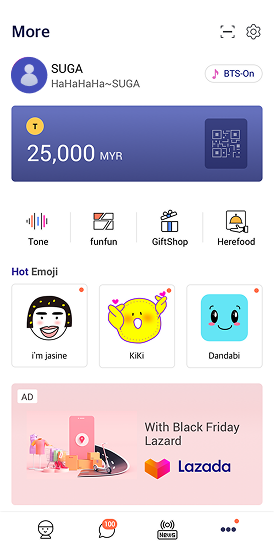 More
SUGA
HaHaHaHa~SUGA
BTS-On
T
25,000 MYR
Tone
funfun
GiftShop
Herefood
Hot Emoji
i'm jasine
KiKi
Dandabi
AD
With Black Friday
Lazard
Lazada
100
News